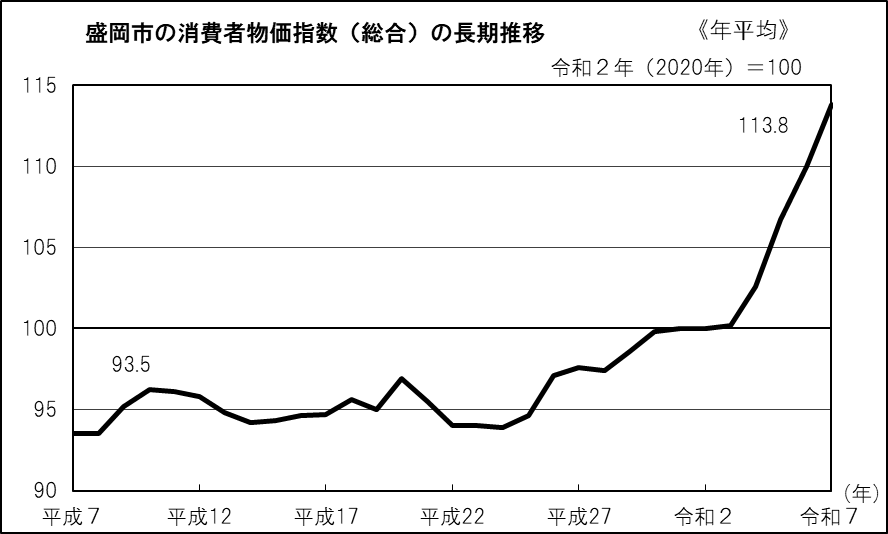 盛岡市の消費者物価指数（総合）の長期推移
《年平均》
令和２年（2020年）＝100
115
110
105
100
95
90
93.5
113.8
平成７
平成12
平成17
平成22
平成27
令和２
令和７
（年）